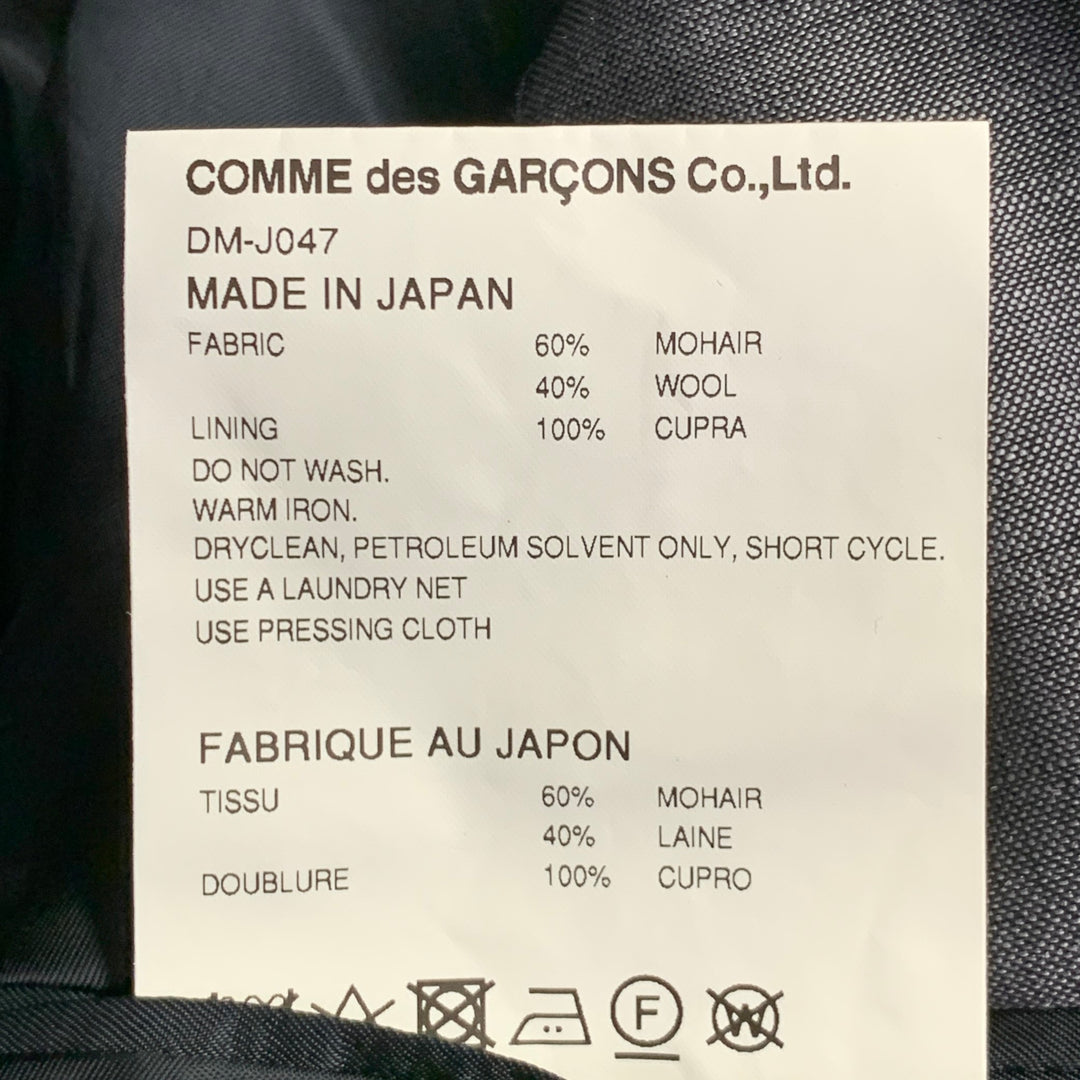 COMME des GARÇONS Co.,Ltd.
DM-J047
MADE IN JAPAN
FABRIC 60% MOHAIR
40% WOOL
LINING 100% CUPRA
DO NOT WASH.
WARM IRON.
DRYCLEAN, PETROLEUM SOLVENT ONLY, SHORT CYCLE.
USE A LAUNDRY NET
USE PRESSING CLOTH
FABRIQUE AU JAPON
TISSU 60% MOHAIR
40% LAINE
DOUBLURE 100% CUPRO
F W